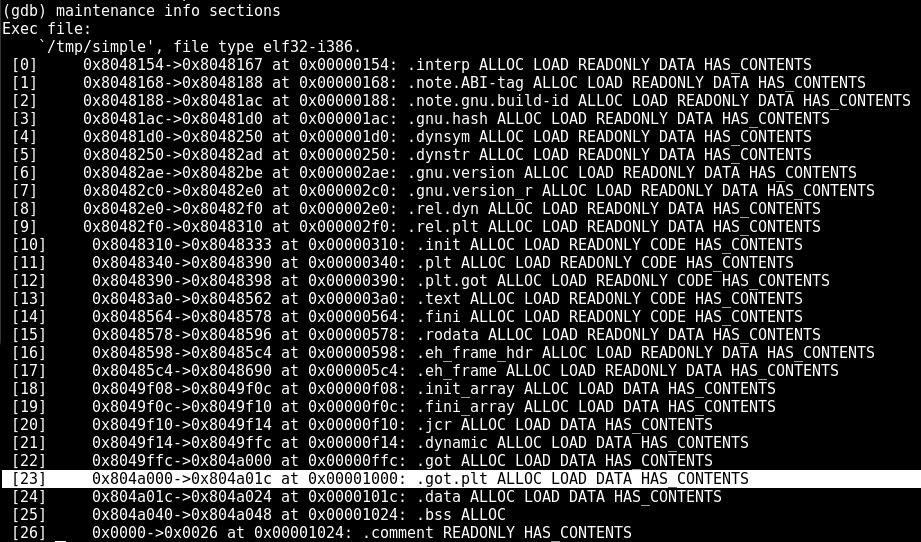 (gdb) maintenance info sections
Exec file:
`/tmp/simple', file type elf32-i386.
[0] 0x8048154->0x8048167 at 0x00000154: .interp ALLOC LOAD READONLY DATA HAS_CONTENTS
[1] 0x8048168->0x8048188 at 0x00000168: .note.ABI-tag ALLOC LOAD READONLY DATA HAS_CONTENTS
[2] 0x8048188->0x80481ac at 0x00000188: .note.gnu.build-id ALLOC LOAD READONLY DATA HAS_CONTENTS
[3] 0x80481ac->0x80481d0 at 0x000001ac: .gnu.hash ALLOC LOAD READONLY DATA HAS_CONTENTS
[4] 0x80481d0->0x8048250 at 0x000001d0: .dynsym ALLOC LOAD READONLY DATA HAS_CONTENTS
[5] 0x8048250->0x80482ad at 0x00000250: .dynstr ALLOC LOAD READONLY DATA HAS_CONTENTS
[6] 0x80482ae->0x80482be at 0x000002ae: .gnu.version ALLOC LOAD READONLY DATA HAS_CONTENTS
[7] 0x80482c0->0x80482e0 at 0x000002c0: .gnu.version_r ALLOC LOAD READONLY DATA HAS_CONTENTS
[8] 0x80482e0->0x80482f0 at 0x000002e0: .rel.dyn ALLOC LOAD READONLY DATA HAS_CONTENTS
[9] 0x80482f0->0x8048310 at 0x000002f0: .rel.plt ALLOC LOAD READONLY DATA HAS_CONTENTS
[10] 0x8048310->0x8048333 at 0x00000310: .init ALLOC LOAD READONLY CODE HAS_CONTENTS
[11] 0x8048340->0x8048390 at 0x00000340: .plt ALLOC LOAD READONLY CODE HAS_CONTENTS
[12] 0x8048390->0x8048398 at 0x00000390: .plt.got ALLOC LOAD READONLY CODE HAS_CONTENTS
[13] 0x80483a0->0x8048562 at 0x000003a0: .text ALLOC LOAD READONLY CODE HAS_CONTENTS
[14] 0x8048564->0x8048578 at 0x00000564: .fini ALLOC LOAD READONLY CODE HAS_CONTENTS
[15] 0x8048578->0x8048596 at 0x00000578: .rodata ALLOC LOAD READONLY DATA HAS_CONTENTS
[16] 0x8048598->0x80485c4 at 0x00000598: .eh_frame_hdr ALLOC LOAD READONLY DATA HAS_CONTENTS
[17] 0x80485c4->0x8048690 at 0x000005c4: .eh_frame ALLOC LOAD READONLY DATA HAS_CONTENTS
[18] 0x8049f08->0x8049f0c at 0x00000f08: .init_array ALLOC LOAD DATA HAS_CONTENTS
[19] 0x8049f0c->0x8049f10 at 0x00000f0c: .fini_array ALLOC LOAD DATA HAS_CONTENTS
[20] 0x8049f10->0x8049f14 at 0x00000f10: .jcr ALLOC LOAD DATA HAS_CONTENTS
[21] 0x8049f14->0x8049ffc at 0x00000f14: .dynamic ALLOC LOAD DATA HAS_CONTENTS
[22] 0x8049ffc->0x804a000 at 0x00000ffc: .got ALLOC LOAD DATA HAS_CONTENTS
[23] 0x804a000->0x804a01c at 0x00001000: .got.plt ALLOC LOAD DATA HAS_CONTENTS
[24] 0x804a01c->0x804a024 at 0x0000101c: .data ALLOC LOAD DATA HAS_CONTENTS
[25] 0x804a040->0x804a048 at 0x00001024: .bss ALLOC
[26] 0x0000->0x0026 at 0x00001024: .comment READONLY HAS_CONTENTS